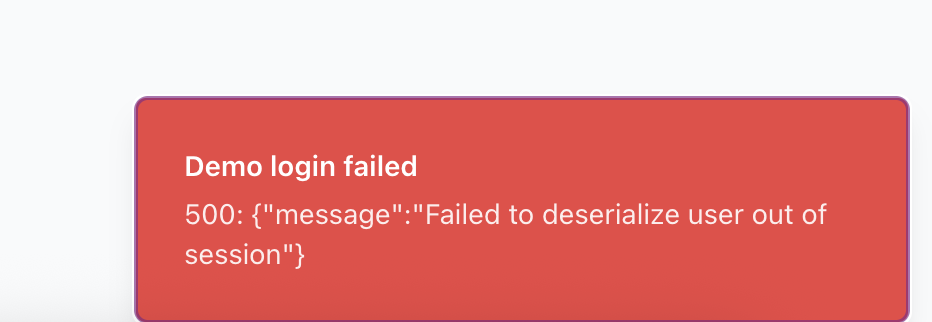 Demo login failed
500: {"message":"Failed to deserialize user out of
session"}